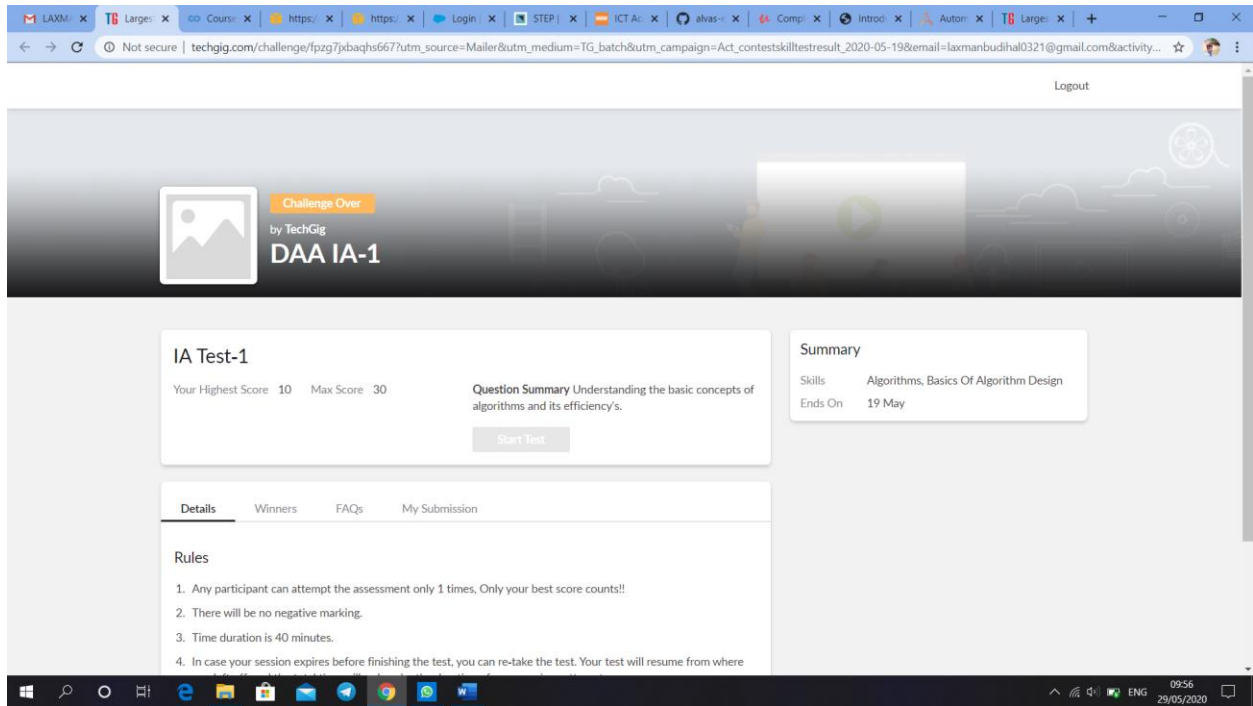 LAXMA
Larges
Course
https:/
https:/
Login
STEP |
ICT Ac
alvas-e
Compl
Introdu
Autom
Larges
Not secure | techgig.com/challenge/fpzg7jxbaqhs667?utm_source=Mailer&utm_medium=TG_batch&utm_campaign=Act_contestskilltestresult_2020-05-19&email=laxmanbudihal0321@gmail.com&activity...
Logout
Challenge Over
by TechGig
DAA IA-1
IA Test-1
Your Highest Score 10 Max Score 30
Question Summary Understanding the basic concepts of
algorithms and its efficiency's.
Start Test
Summary
Skills Algorithms, Basics Of Algorithm Design
Ends On 19 May
Details Winners FAQs My Submission
Rules
1. Any participant can attempt the assessment only 1 times, Only your best score counts!!
2. There will be no negative marking.
3. Time duration is 40 minutes.
4. In case your session expires before finishing the test, you can re-take the test. Your test will resume from where
ENG
09:56
29/05/2020